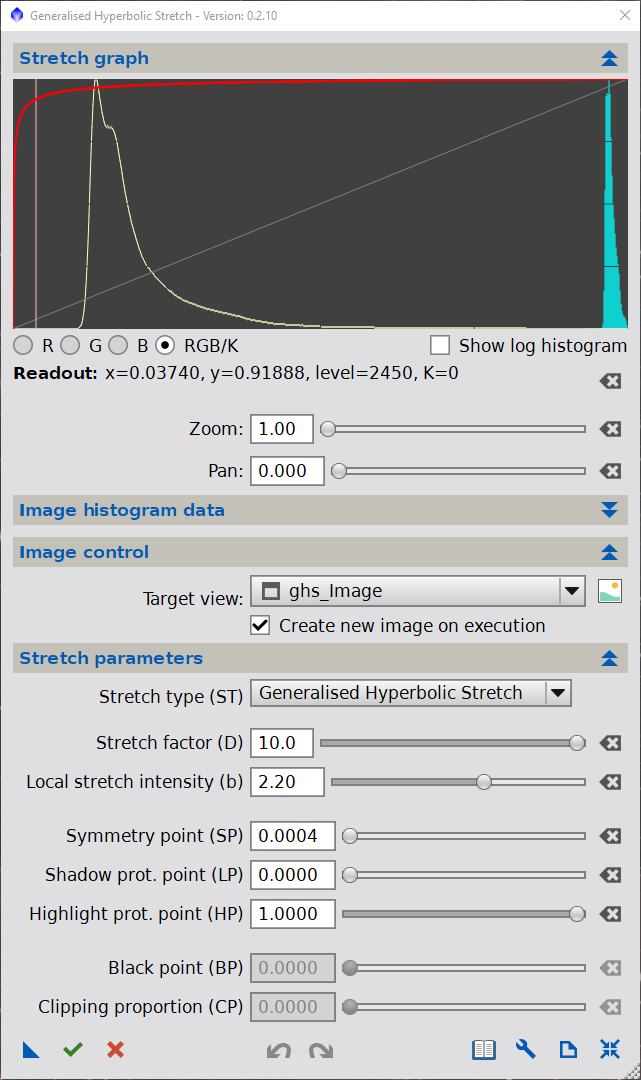 Generalised Hyperbolic Stretch - Version: 0.2.10
Stretch graph
R G B RGB/K Show log histogram
Readout: x=0.03740, y=0.91888, level=2450, K=0
Zoom: 1.00
Pan: 0.000
Image histogram data
Image control
Target view: ghs_Image
Create new image on execution
Stretch parameters
Stretch type (ST) Generalised Hyperbolic Stretch
Stretch factor (D) 10.0
Local stretch intensity (b) 2.20
Symmetry point (SP) 0.0004
Shadow prot. point (LP) 0.0000
Highlight prot. point (HP) 1.0000
Black point (BP) 0.0000
Clipping proportion (CP) 0.0000